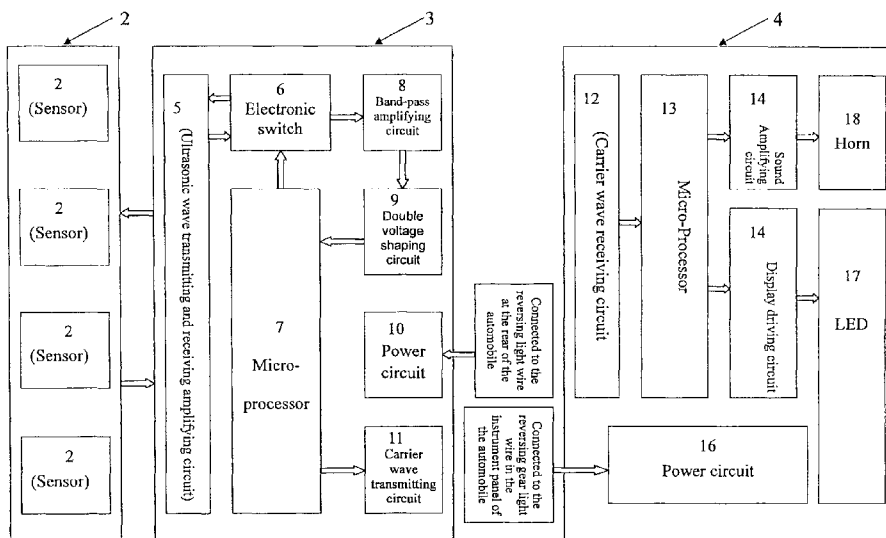 2
3
4
2
(Sensor)
2
(Sensor)
2
(Sensor)
2
(Sensor)
5
(Ultrasonic wave transmitting and receiving amplifying circuit)
6
Electronic
switch
7
Micro-
processor
8
Band-pass
amplifying
circuit
9
Double
voltage
shaping
circuit
10
Power
circuit
11
Carrier
wave
transmitting
circuit
Connected to the
reversing light wire
at the rear of the
automobile
Connected to the
reversing gear light
wire in the
instrument panel of
the automobile
12
(Carrier wave receiving circuit
13
Micro-Processor
14
Sound
Amplifying
circuit
14
Display driving circuit
16
Power circuit
18
Horn
17
LED